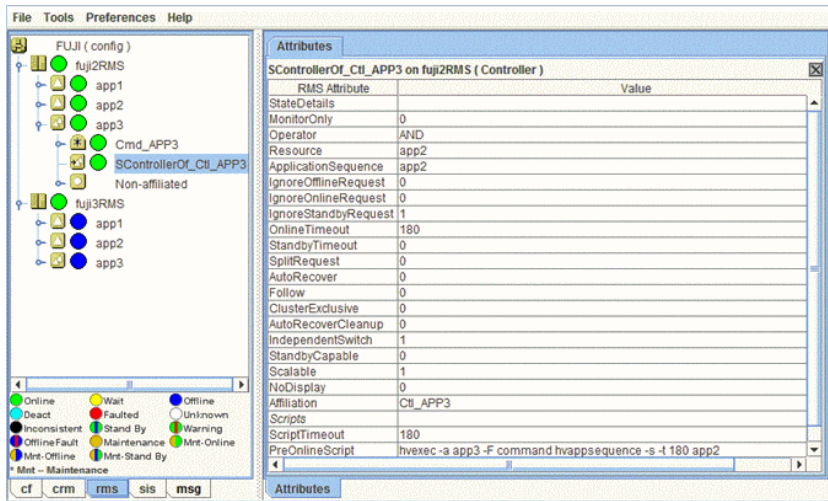 File Tools Preferences Help
FUJI ( config )
fuji2RMS
app1
app2
app3
Cmd_APP3
SControllerOf_Ctl_APP3
Non-affiliated
fuji3RMS
app1
app2
app3
Online Wait Offline
Deact Faulted Unknown
Inconsistent Stand By Warning
OfflineFault Maintenance Mnt-Online
Mnt-Offline Mnt-Stand By
* Mnt -- Maintenance
cf crm rms sis msg
Attributes
SControllerOf_Ctl_APP3 on fuji2RMS ( Controller )
RMS Attribute Value
StateDetails
MonitorOnly 0
Operator AND
Resource app2
ApplicationSequence app2
IgnoreOfflineRequest 0
IgnoreOnlineRequest 0
IgnoreStandbyRequest 1
OnlineTimeout 180
StandbyTimeout 0
SplitRequest 0
AutoRecover 0
Follow 0
ClusterExclusive 0
AutoRecoverCleanup 0
IndependentSwitch 1
StandbyCapable 0
Scalable 1
NoDisplay 0
Affiliation Ctl_APP3
Scripts
ScriptTimeout 180
PreOnlineScript hvexec -a app3 -F command hvappsequence -s -t 180 app2
Attributes